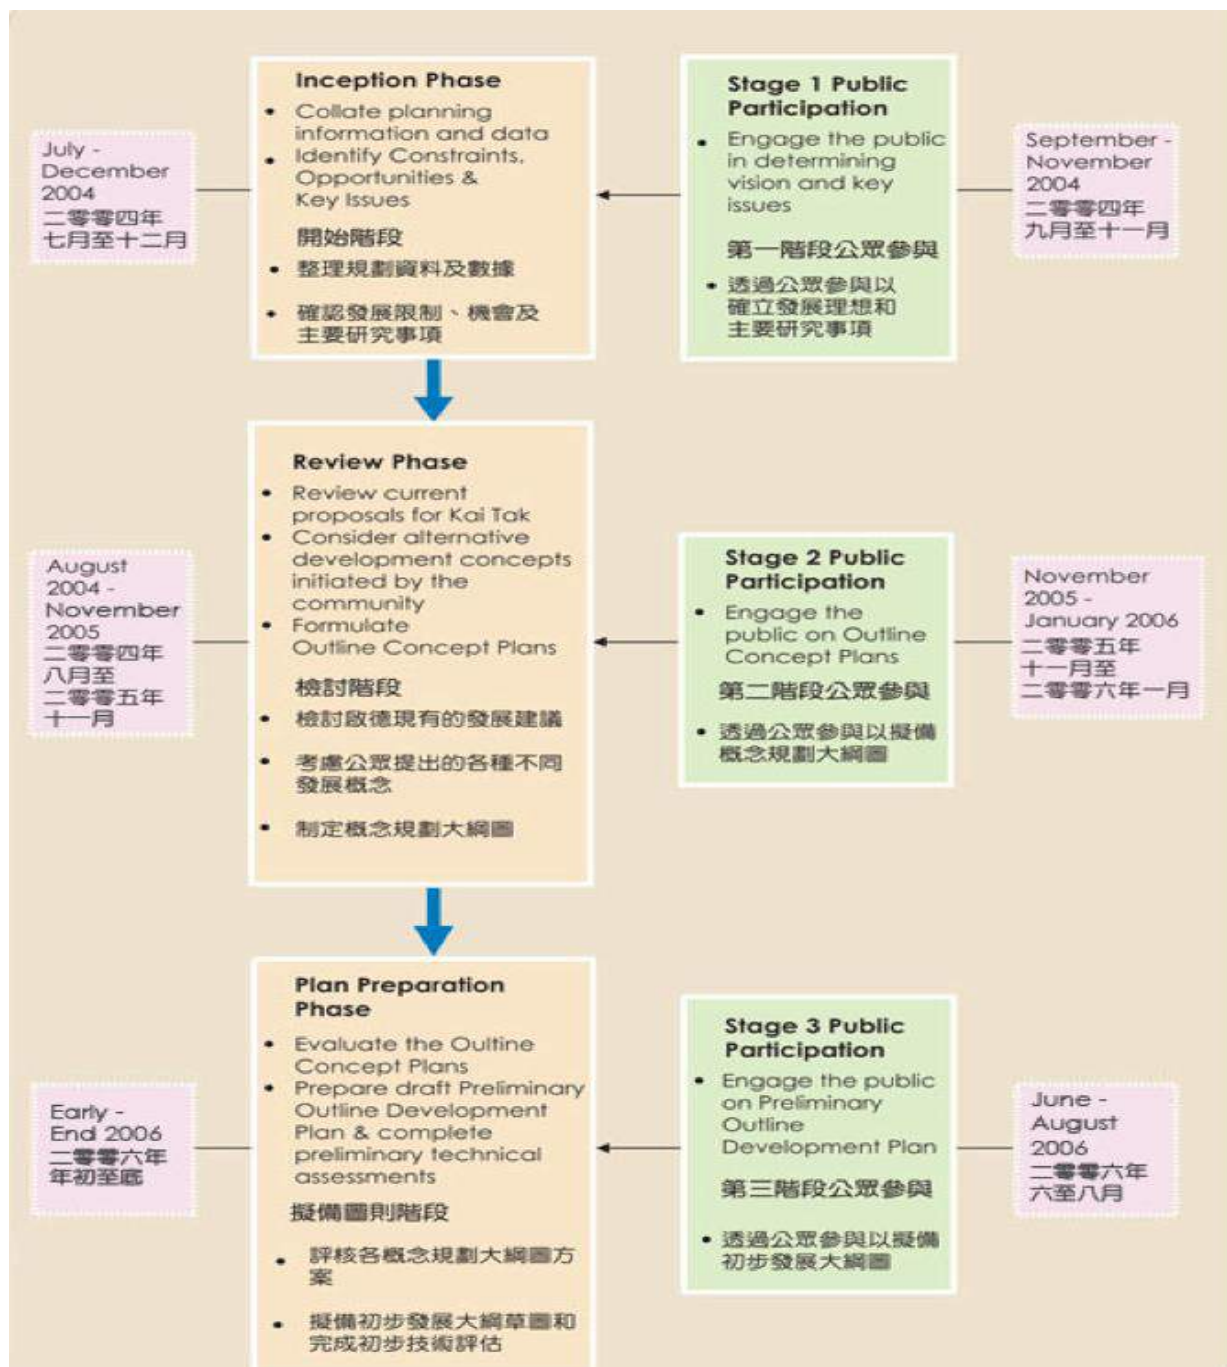 July -
December
2004
二零零四年
七月至十二月
Inception Phase
• Collate planning
information and data
• Identify Constraints,
Opportunities &
Key Issues
開始階段
• 整理規劃資料及數據
• 確認發展限制、機會及
主要研究事項
Stage 1 Public
Participation
• Engage the public
in determining
vision and key
issues
第一階段公眾參與
• 透過公眾參與以
確立發展理想和
主要研究事項
September -
November
2004
二零零四年
九月至十一月
August
2004 -
November
2005
二零零四年
八月至
二零零五年
十一月
Review Phase
• Review current
proposals for Kai Tak
• Consider alternative
development concepts
initiated by the
community
• Formulate
Outline Concept Plans
檢討階段
• 檢討啟德現有的發展建議
• 考慮公眾提出的各種不同
發展概念
• 制定概念規劃大綱圖
Stage 2 Public
Participation
• Engage the
public on Outline
Concept Plans
第二階段公眾參與
• 透過公眾參與以擬備
概念規劃大綱圖
November
2005 -
January 2006
二零零五年
十一月至
二零零六年一月
Early -
End 2006
二零零六年
年初至底
Plan Preparation
Phase
• Evaluate the Oultine
Concept Plans
• Prepare draft Preliminary
Outline Development
Plan & complete
preliminary technical
assessments
擬備圖則階段
• 評核各概念規劃大綱圖方
案
• 擬備初步發展大綱草圖和
完成初步技術評估
Stage 3 Public
Participation
• Engage the public
on Preliminary
Outline
Development Plan
第三階段公眾參與
• 透過公眾參與以擬備
初步發展大綱圖
June -
August
2006
二零零六年
六至八月